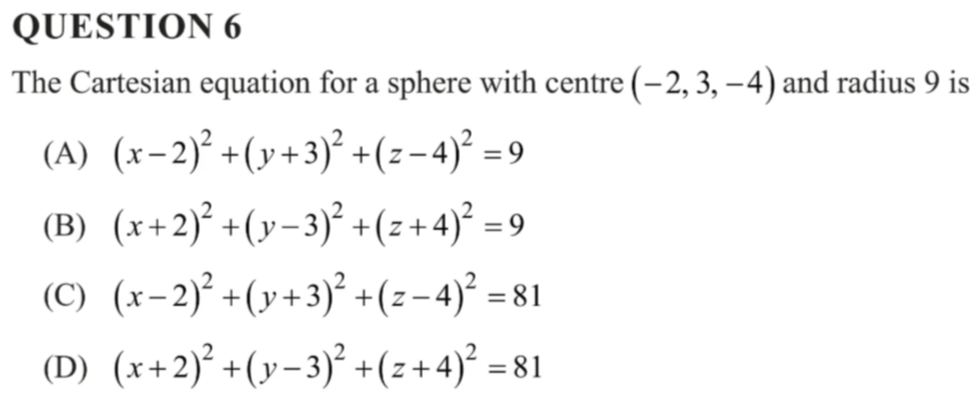 QUESTION 6
The Cartesian equation for a sphere with centre (−2, 3, −4) and radius 9 is
(A) (x−2)² + (y+3)² + (z−4)² = 9
(B) (x+2)² + (y−3)² + (z+4)² = 9
(C) (x−2)² + (y+3)² + (z−4)² = 81
(D) (x+2)² + (y−3)² + (z+4)² = 81